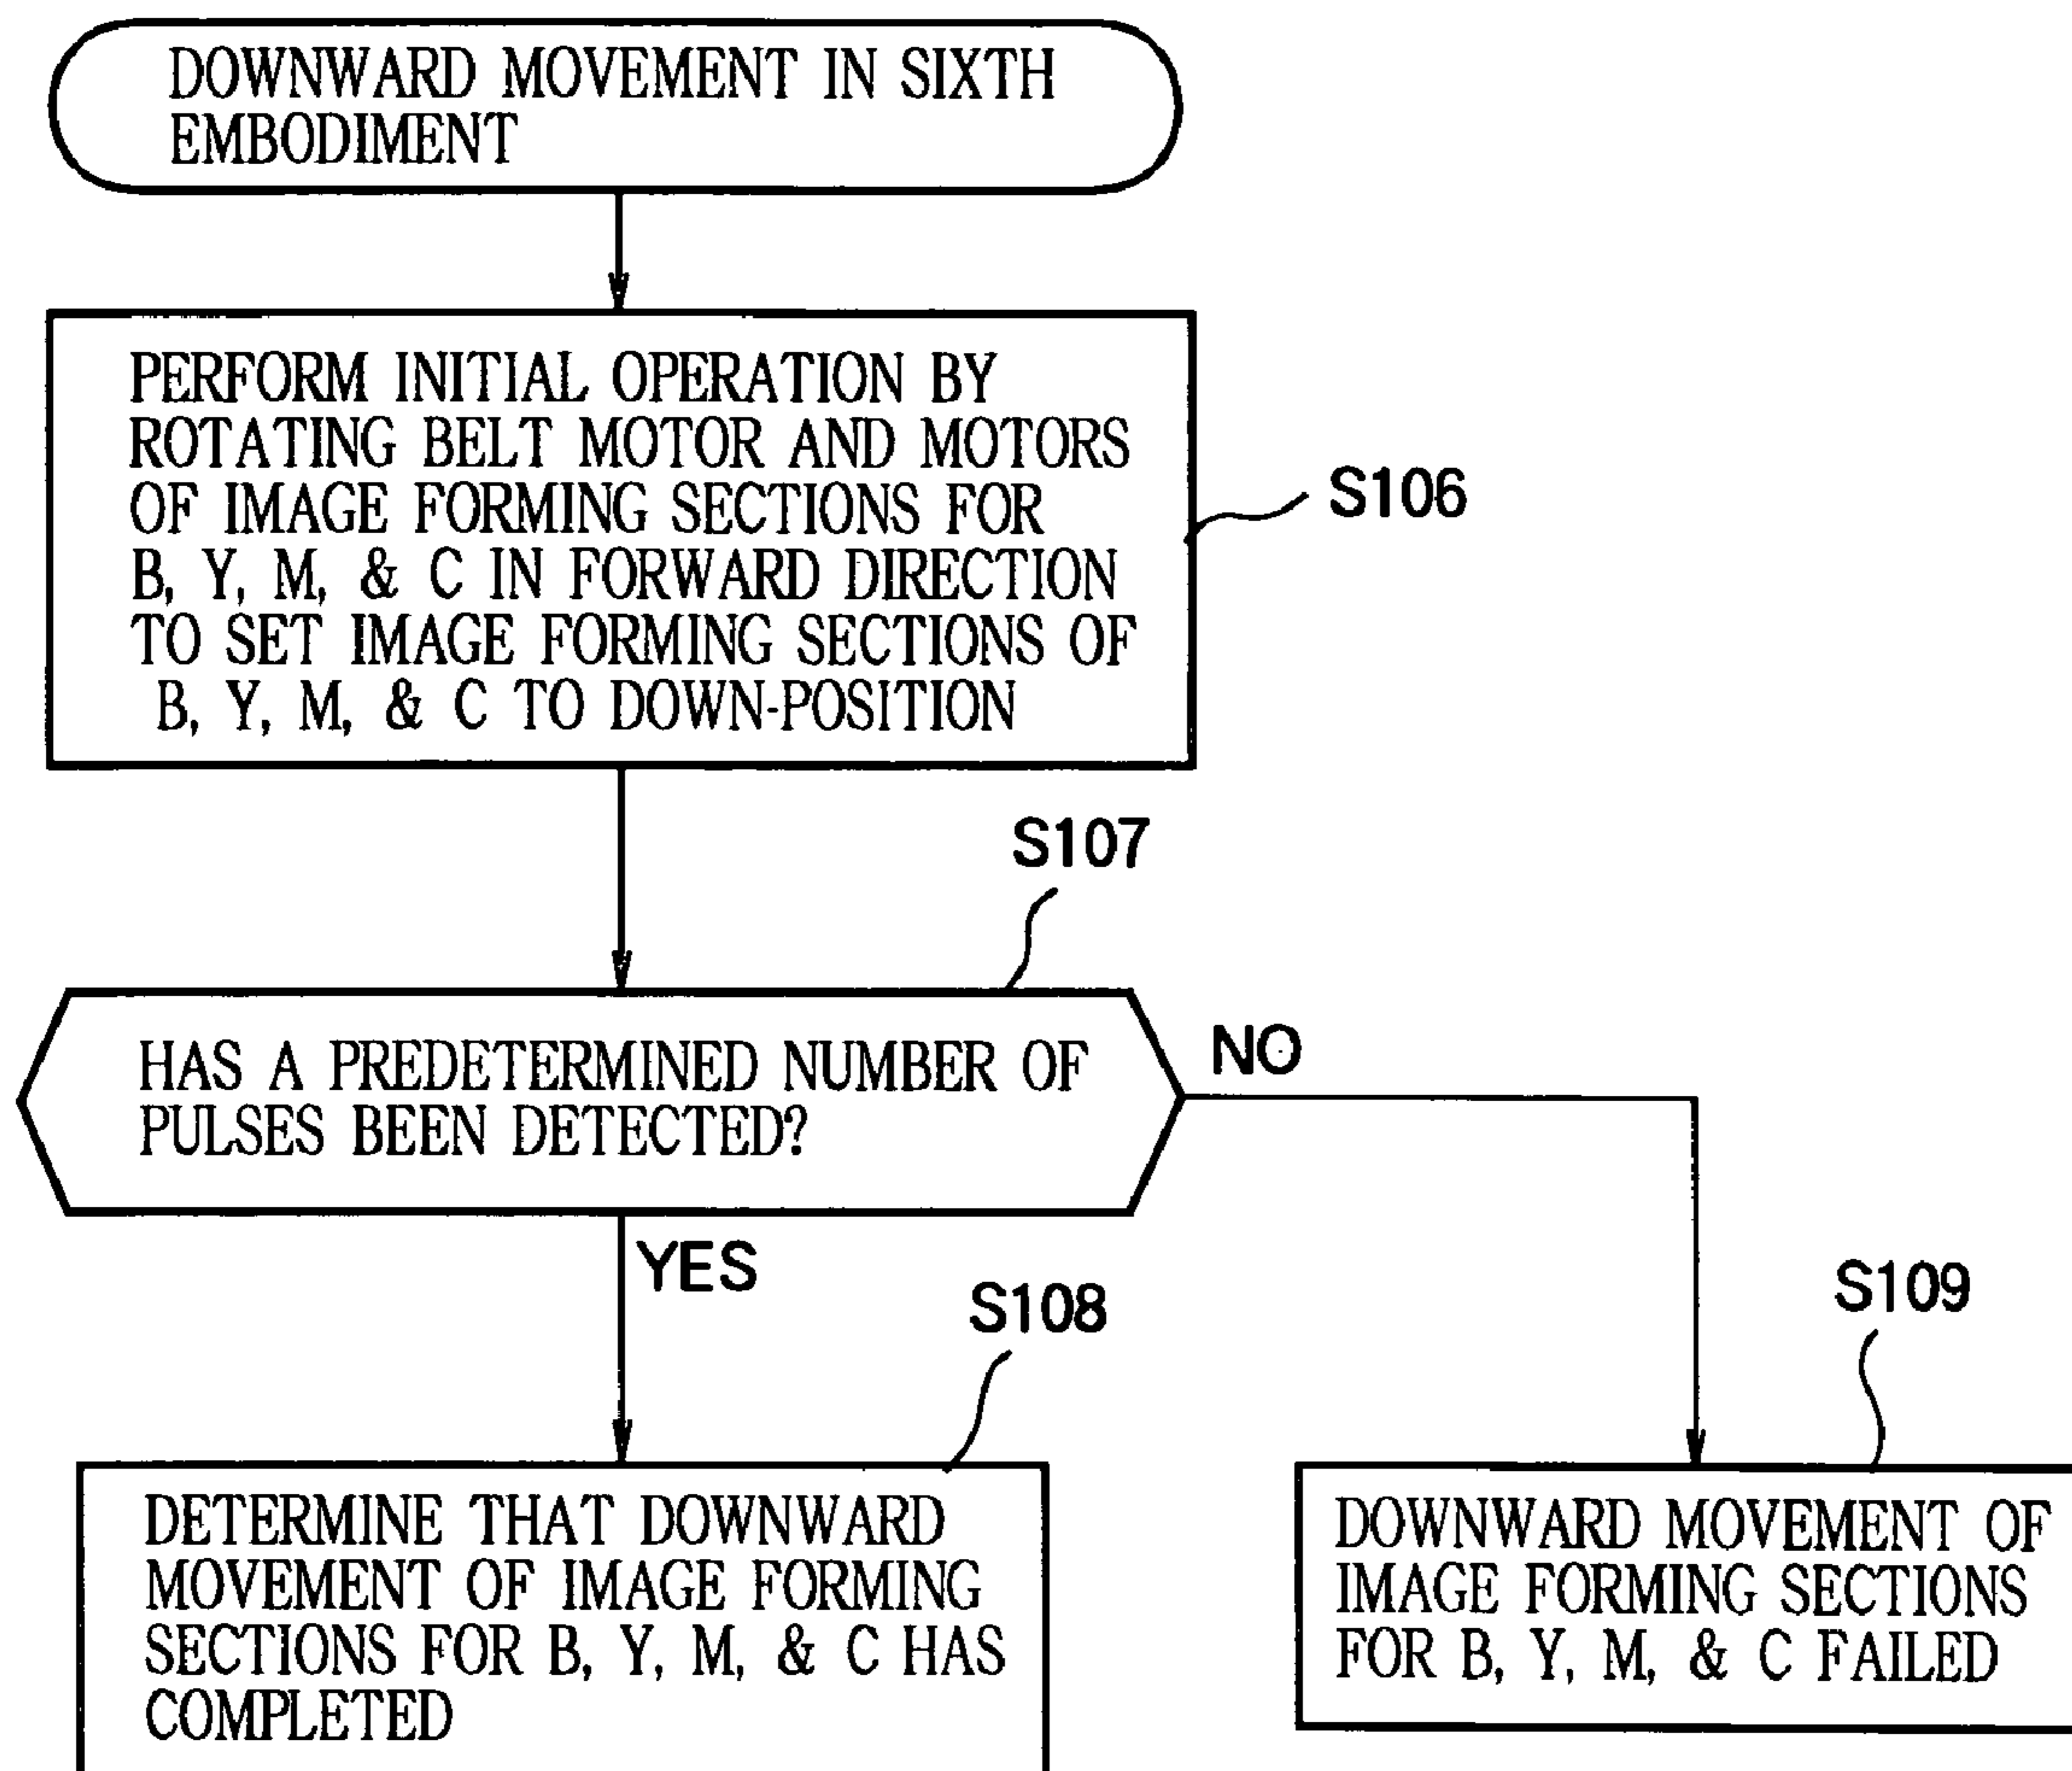 DOWNWARD MOVEMENT IN SIXTH
EMBODIMENT
PERFORM INITIAL OPERATION BY
ROTATING BELT MOTOR AND MOTORS
OF IMAGE FORMING SECTIONS FOR
B, Y, M, & C IN FORWARD DIRECTION
TO SET IMAGE FORMING SECTIONS OF
B, Y, M, & C TO DOWN-POSITION
S106
S107
HAS A PREDETERMINED NUMBER OF
PULSES BEEN DETECTED?
NO
YES
S108
DETERMINE THAT DOWNWARD
MOVEMENT OF IMAGE FORMING
SECTIONS FOR B, Y, M, & C HAS
COMPLETED
S109
DOWNWARD MOVEMENT OF
IMAGE FORMING SECTIONS
FOR B, Y, M, & C FAILED